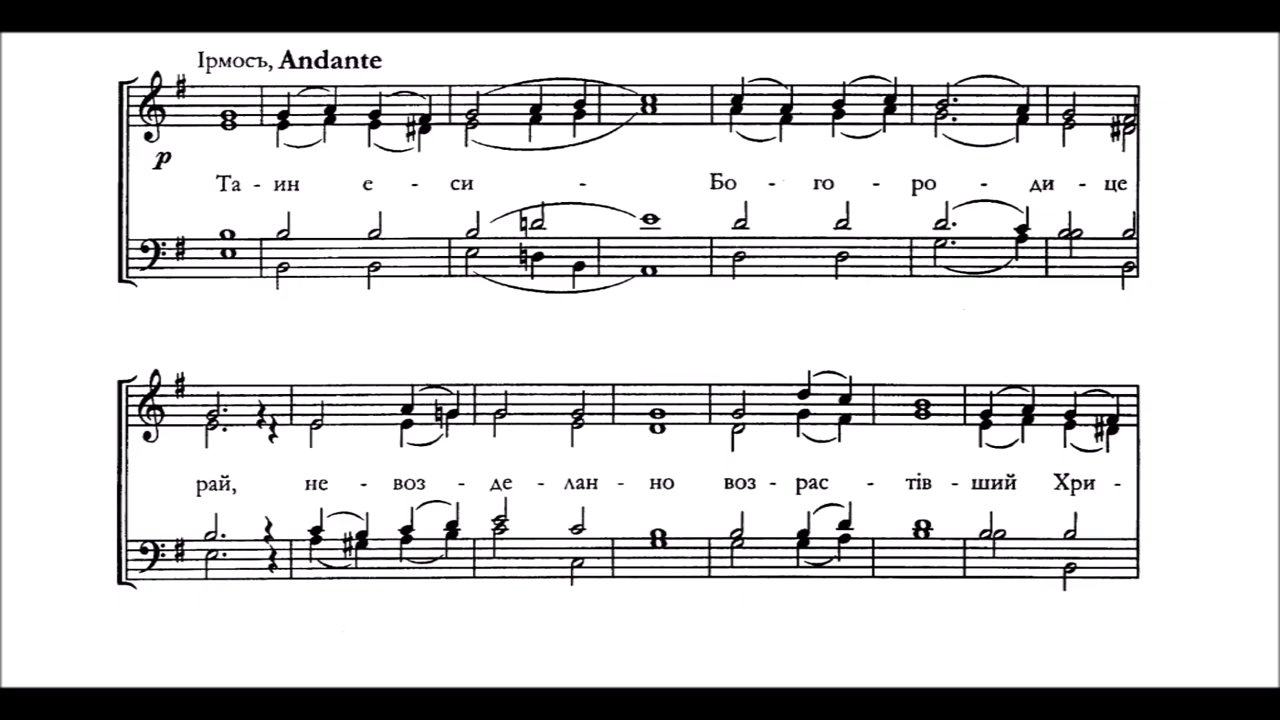 Ірмосъ, Andante
p
Та - ин е - си - Бо - го - ро - ди - це
рай, не - воз - де - лан - но воз - рас - тів - ший Хри -